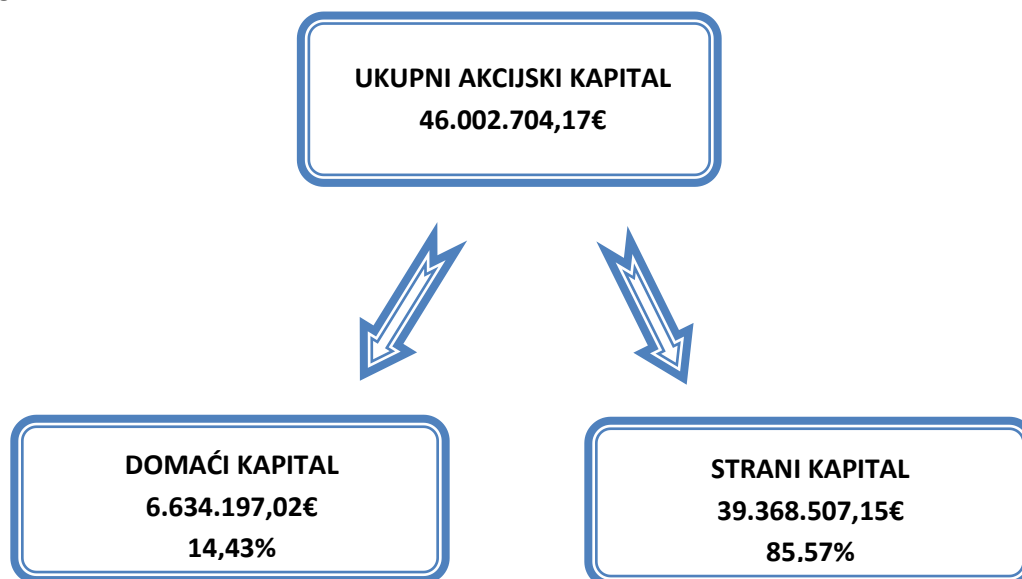 UKUPNI AKCIJSKI KAPITAL
46.002.704,17€
DOMAĆI KAPITAL
6.634.197,02€
14,43%
STRANI KAPITAL
39.368.507,15€
85,57%